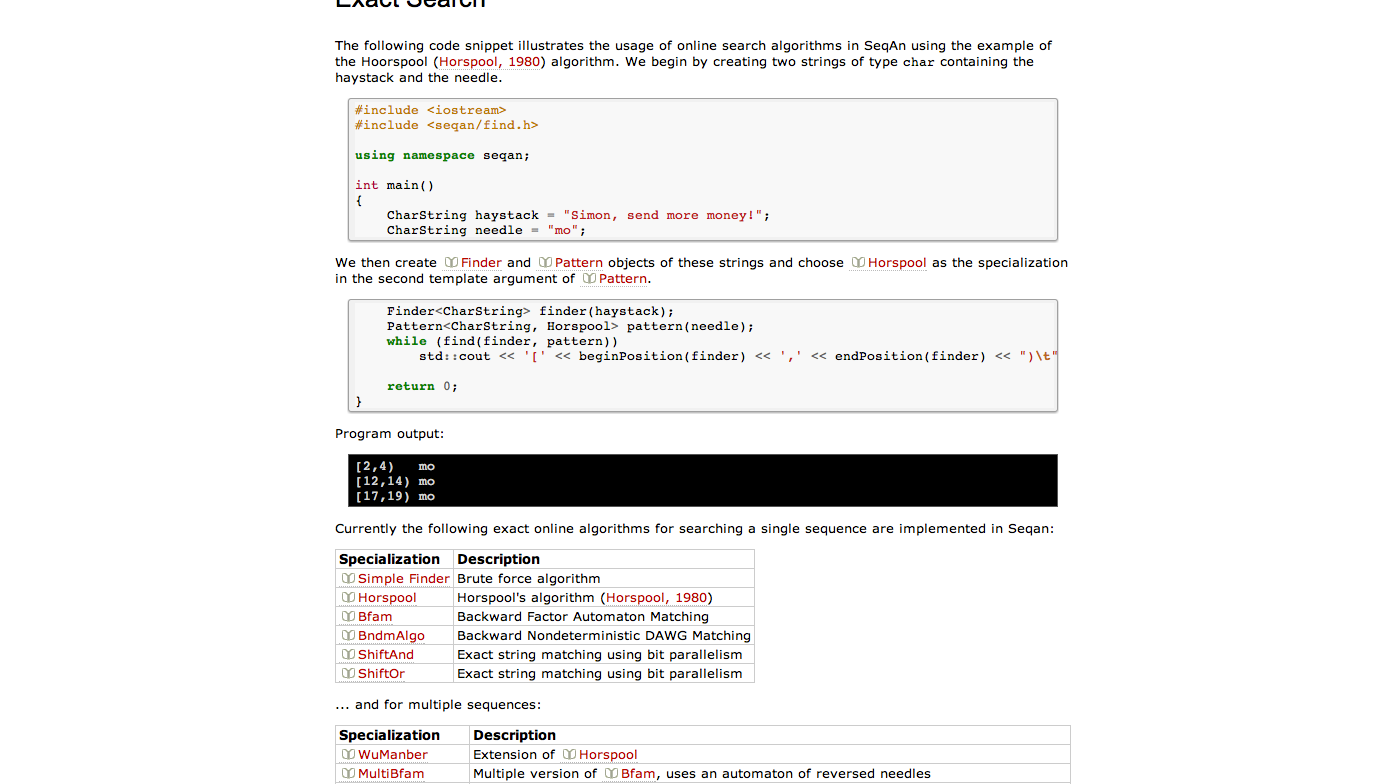 Exact Search
The following code snippet illustrates the usage of online search algorithms in SeqAn using the example of
the Hoorspool (Horspool, 1980) algorithm. We begin by creating two strings of type char containing the
haystack and the needle.
#include <iostream>
#include <seqan/find.h>
using namespace seqan;
int main()
{
CharString haystack = "Simon, send more money!";
CharString needle = "mo";
We then create Finder and Pattern objects of these strings and choose Horspool as the specialization
in the second template argument of Pattern.
Finder<CharString> finder(haystack);
Pattern<CharString, Horspool> pattern(needle);
while (find(finder, pattern))
std::cout << '[' << beginPosition(finder) << ',' << endPosition(finder) << ")\t"
return 0;
}
Program output:
[2,4) mo
[12,14) mo
[17,19) mo
Currently the following exact online algorithms for searching a single sequence are implemented in Seqan:
Specialization Description
Simple Finder Brute force algorithm
Horspool Horspool's algorithm (Horspool, 1980)
Bfam Backward Factor Automaton Matching
BndmAlgo Backward Nondeterministic DAWG Matching
ShiftAnd Exact string matching using bit parallelism
ShiftOr Exact string matching using bit parallelism
... and for multiple sequences:
Specialization Description
WuManber Extension of Horspool
MultiBfam Multiple version of Bfam, uses an automaton of reversed needles